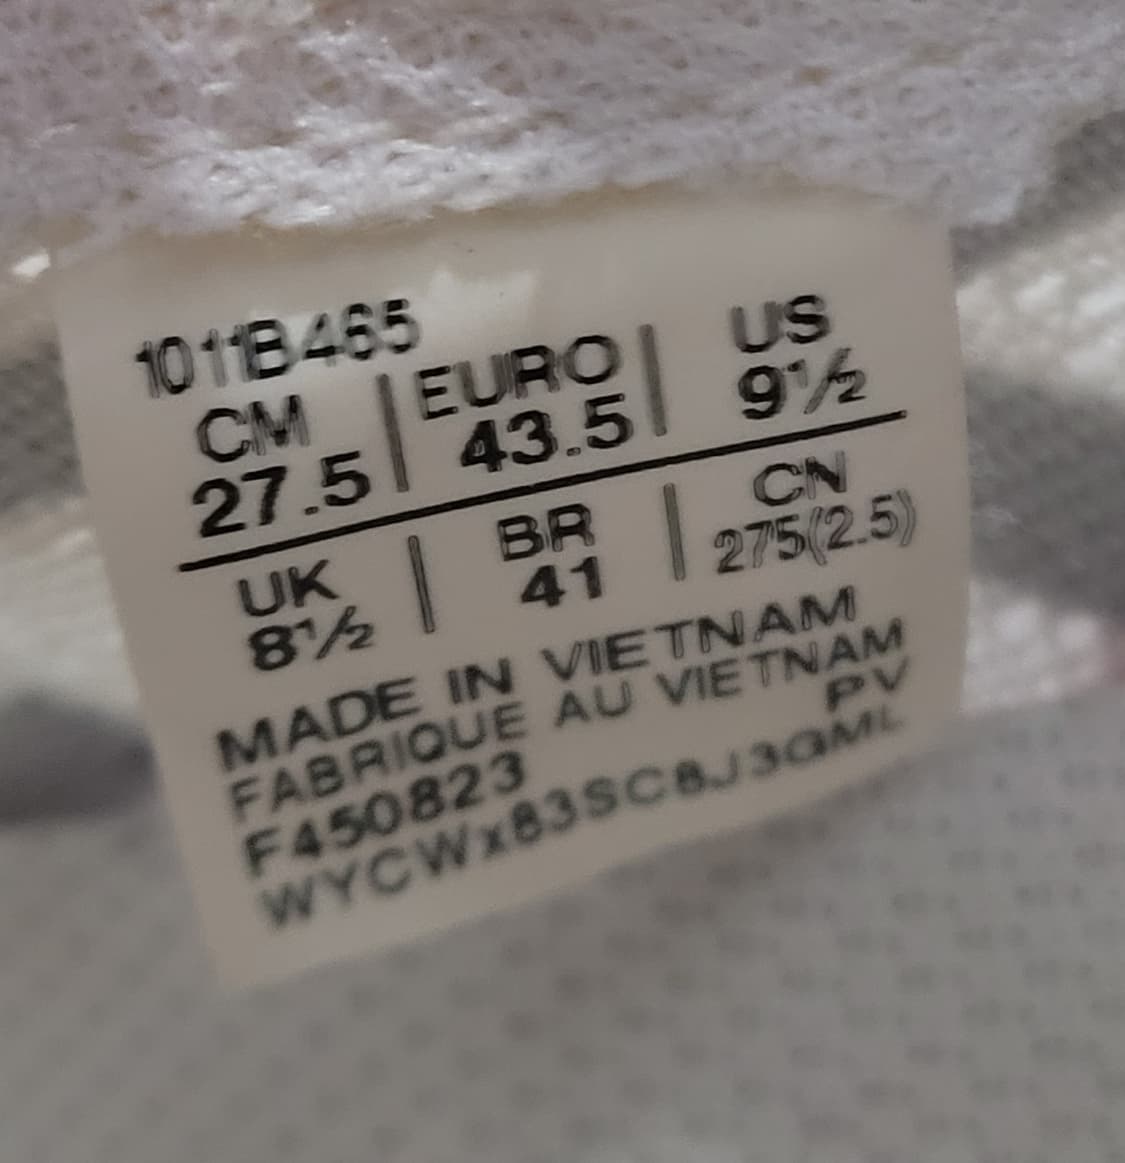 1011B465
CM | EURO | US
27.5 | 43.5 | 9½
UK | BR | CN
8½ | 41 | 275(2.5)
MADE IN VIETNAM
FABRIQUE AU VIETNAM
PV
F450823
WYCWx83SC8J3QML